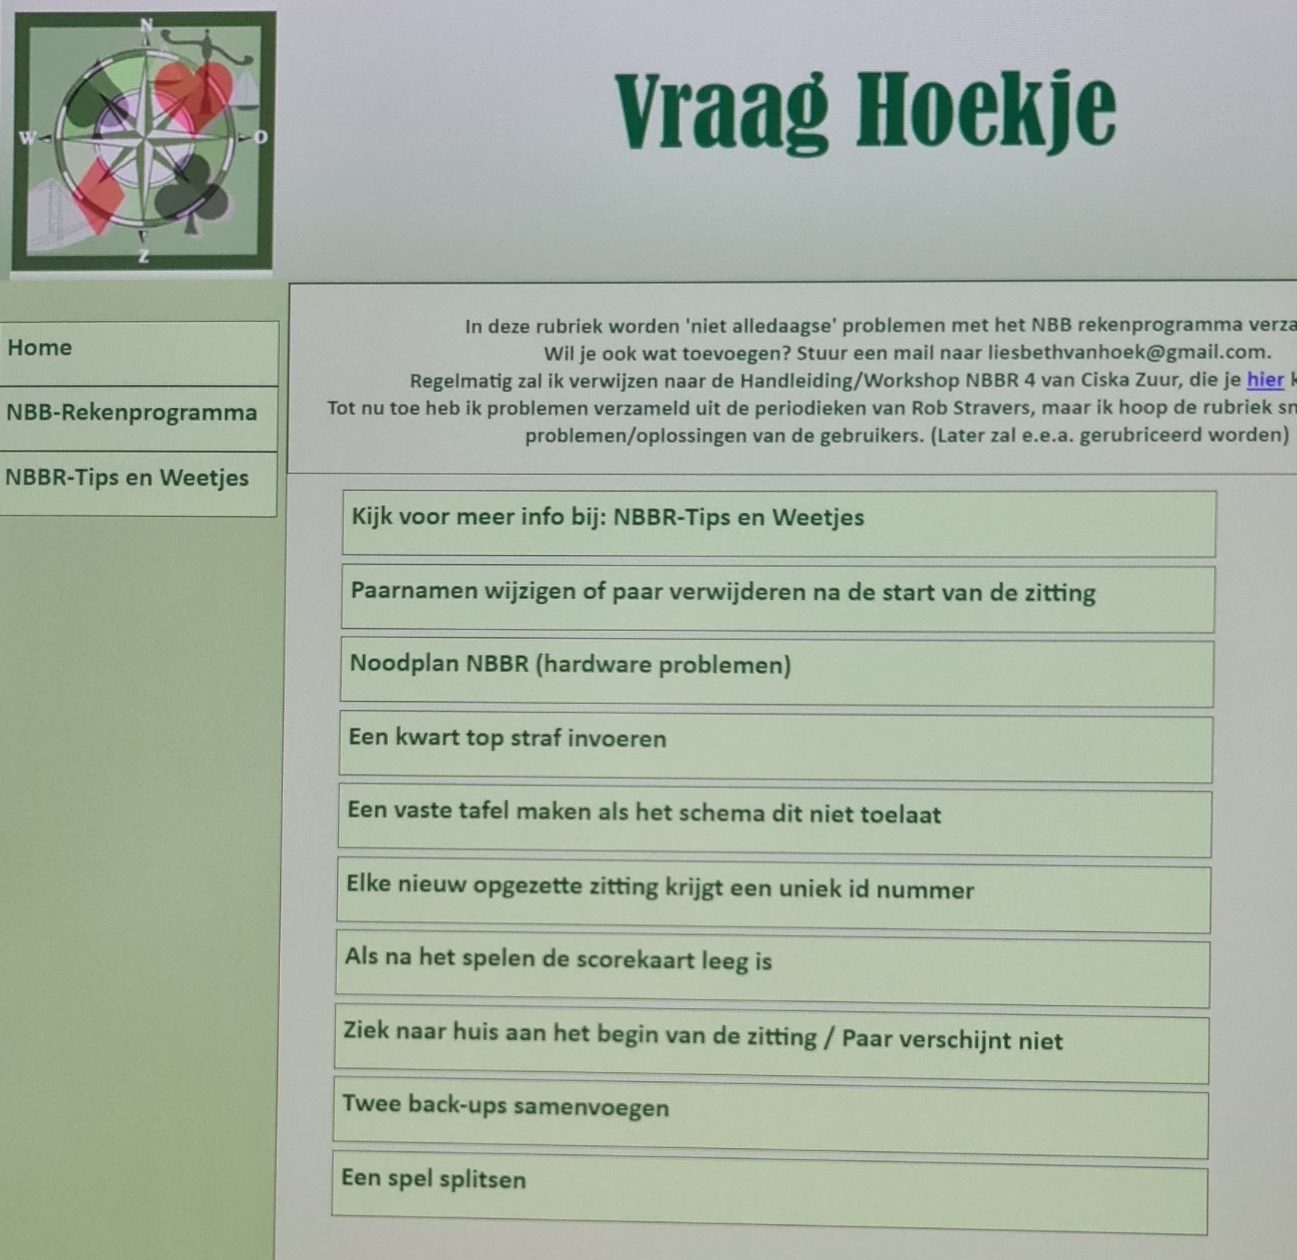 N
W
O
Z
Vraag Hoekje
Home
NBB-Rekenprogramma
NBBR-Tips en Weetjes
In deze rubriek worden 'niet alledaagse' problemen met het NBB rekenprogramma verza
Wil je ook wat toevoegen? Stuur een mail naar liesbethvanhoek@gmail.com.
Regelmatig zal ik verwijzen naar de Handleiding/Workshop NBBR 4 van Ciska Zuur, die je hier k
Tot nu toe heb ik problemen verzameld uit de periodieken van Rob Stravers, maar ik hoop de rubriek sn
problemen/oplossingen van de gebruikers. (Later zal e.e.a. gerubriceerd worden)
Kijk voor meer info bij: NBBR-Tips en Weetjes
Paarnamen wijzigen of paar verwijderen na de start van de zitting
Noodplan NBBR (hardware problemen)
Een kwart top straf invoeren
Een vaste tafel maken als het schema dit niet toelaat
Elke nieuw opgezette zitting krijgt een uniek id nummer
Als na het spelen de scorekaart leeg is
Ziek naar huis aan het begin van de zitting / Paar verschijnt niet
Twee back-ups samenvoegen
Een spel splitsen